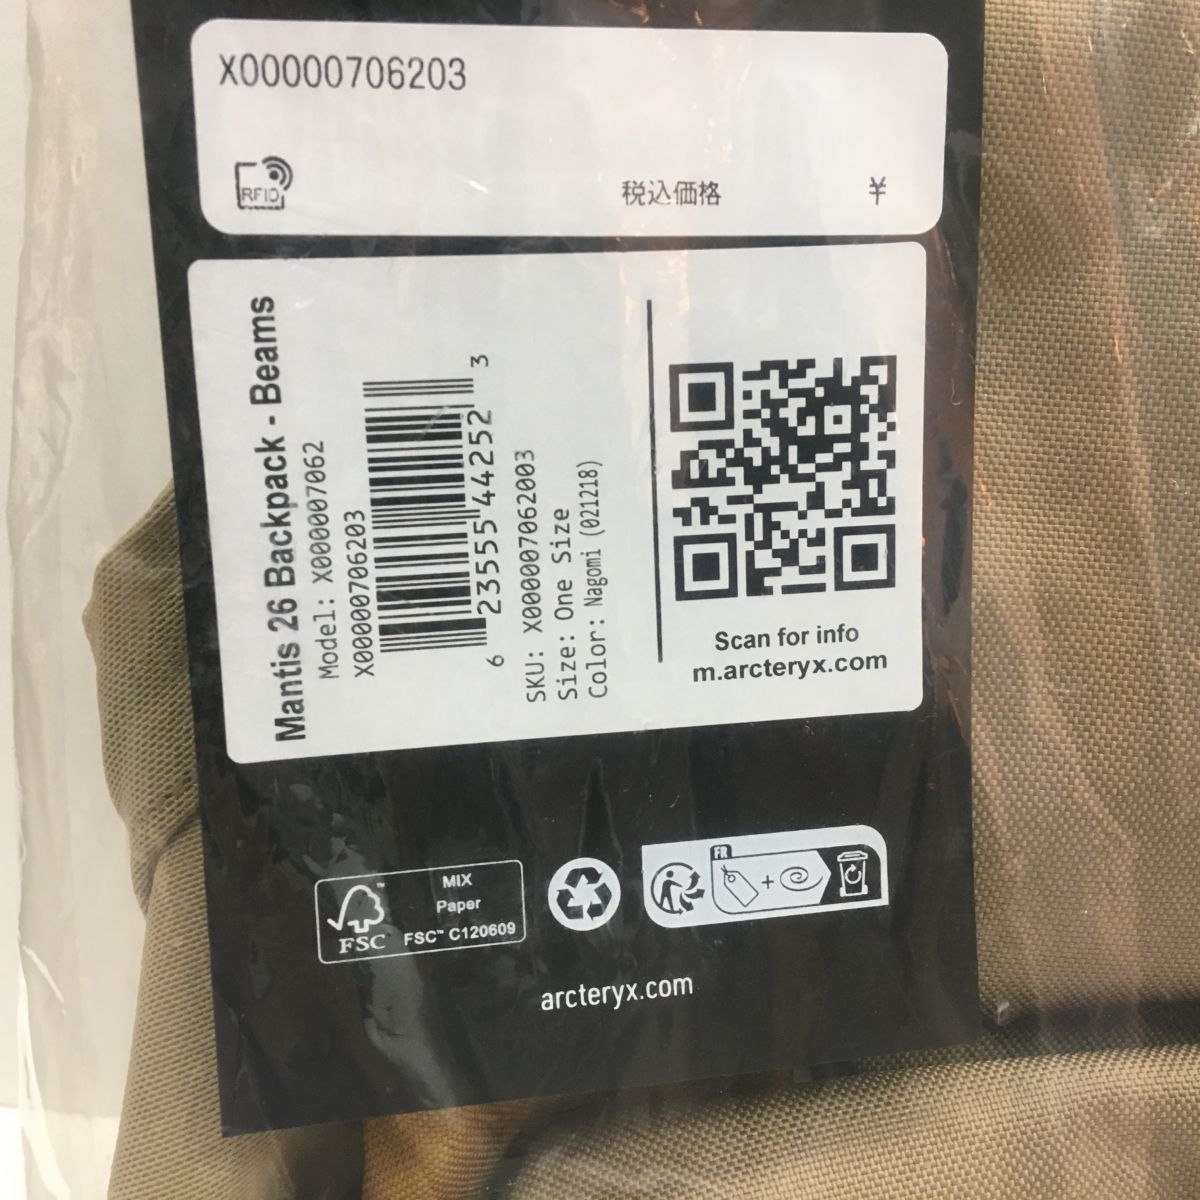 X00000706203
RFID
税込価格 ¥
Mantis 26 Backpack - Beams
Model: X000007062
X00000706203
6 23555 44252 3
SKU: X000007062003
Size: One Size
Color: Nagomi (021218)
Scan for info
m.arcteryx.com
FSC™
MIX
Paper
FSC™ C120609
FR
arcteryx.com